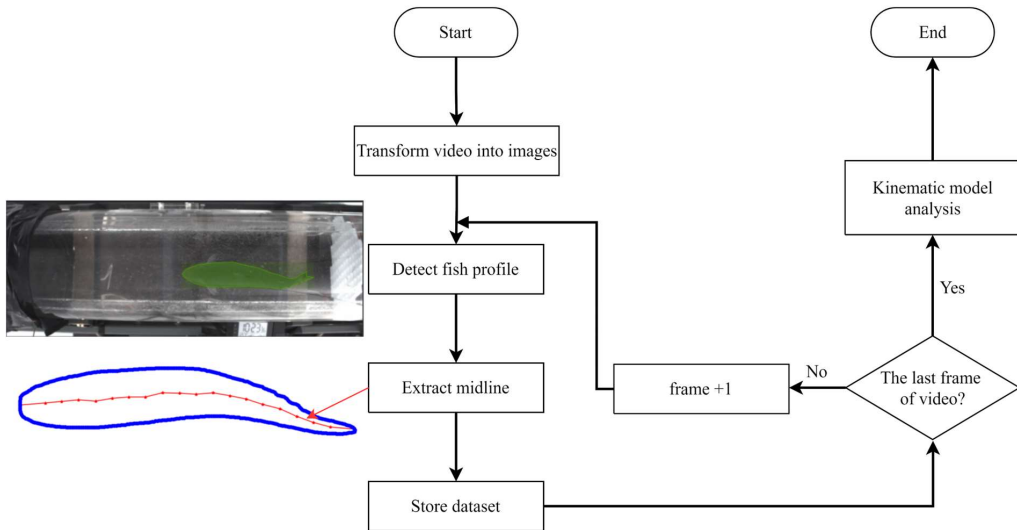 Start
Transform video into images
Detect fish profile
Extract midline
Store dataset
The last frame
of video?
No
frame +1
Yes
Kinematic model
analysis
End